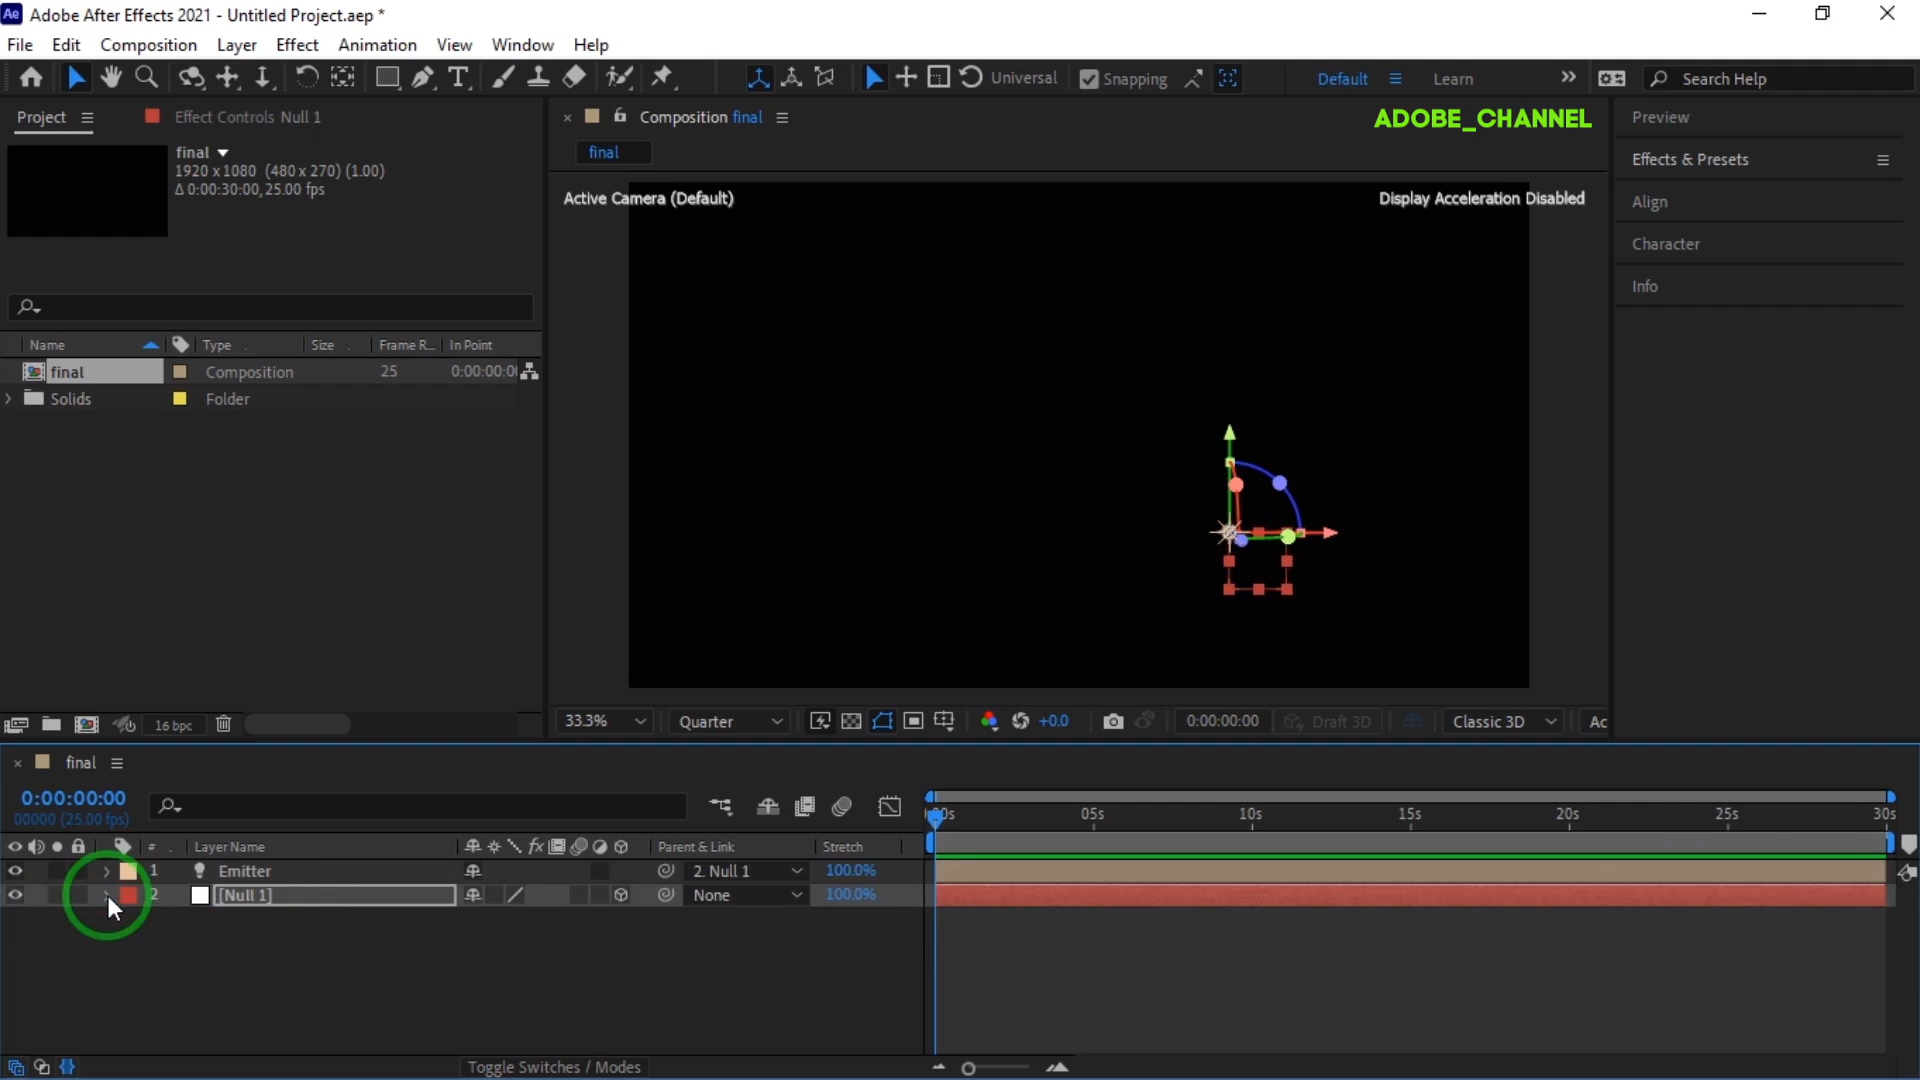 Ae Adobe After Effects 2021 - Untitled Project.aep *
File Edit Composition Layer Effect Animation View Window Help
Universal Snapping Default Learn Search Help
Project Effect Controls Null 1
Composition final
ADOBE_CHANNEL
Preview
final
1920 x 1080 (480 x 270) (1.00)
Δ 0:00:30:00, 25.00 fps
final
Effects & Presets
Active Camera (Default)
Display Acceleration Disabled
Align
Character
Info
Name Type Size Frame R... In Point
final Composition 25 0:00:00:0
Solids Folder
16 bpc
33.3% Quarter +0.0 0:00:00:00 Draft 3D Classic 3D Ac
final
0:00:00:00
00000 (25.00 fps)
00s 05s 10s 15s 20s 25s 30s
# Layer Name fx Parent & Link Stretch
1 Emitter 2. Null 1 100.0%
2 [Null 1] None 100.0%
Toggle Switches / Modes